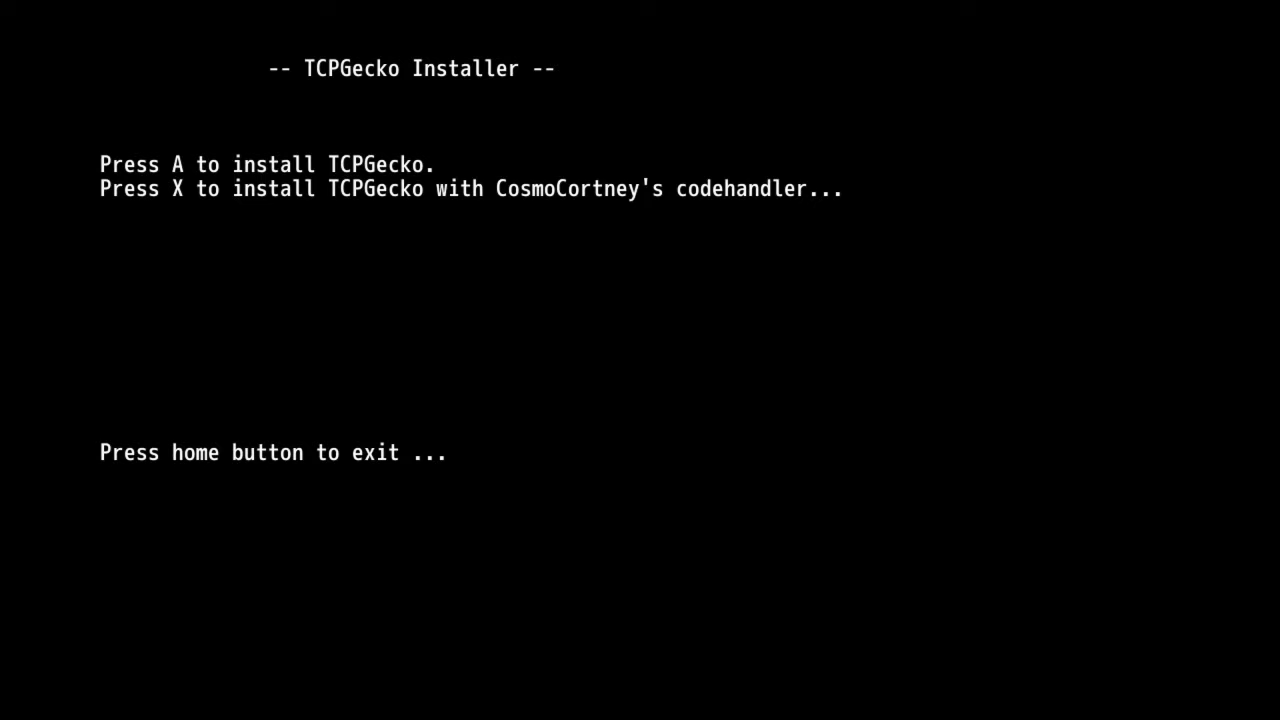 -- TCPGecko Installer --
Press A to install TCPGecko.
Press X to install TCPGecko with CosmoCortney's codehandler...
Press home button to exit ...